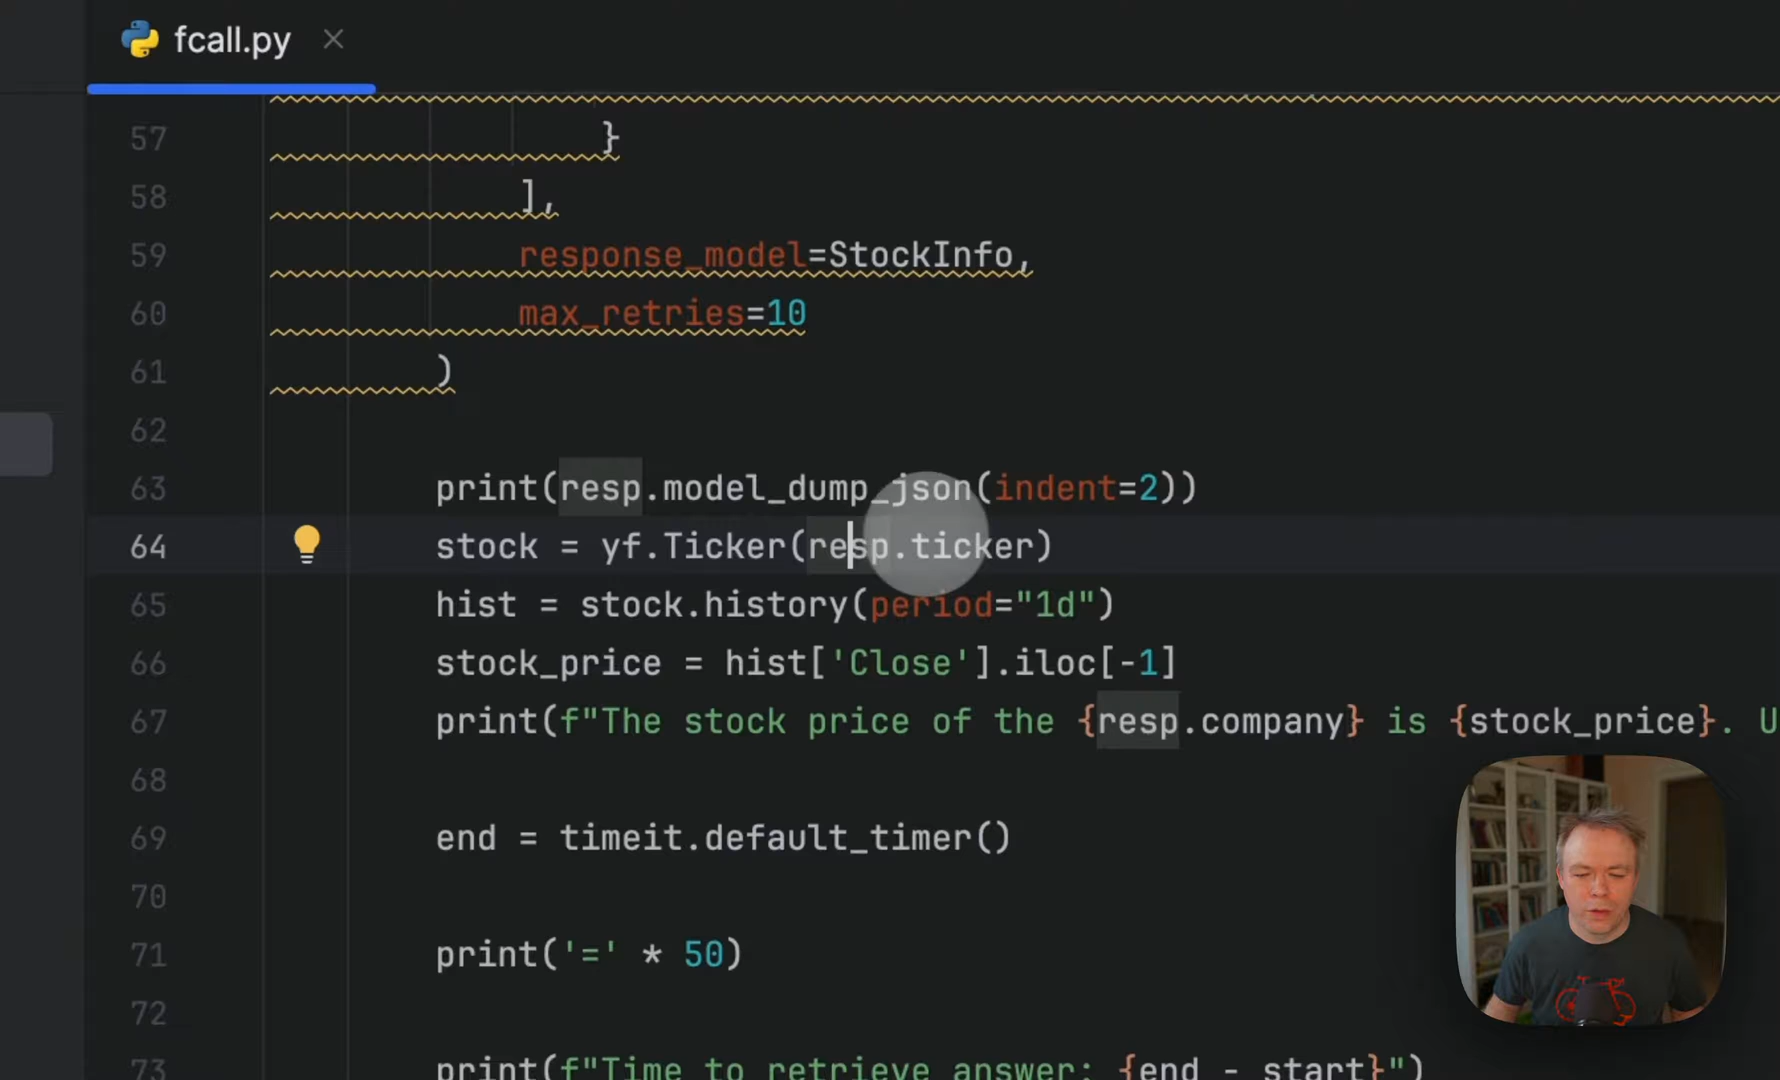 fcall.py
57 }
58 ],
59 response_model=StockInfo,
60 max_retries=10
61 )
62
63 print(resp.model_dump_json(indent=2))
64 stock = yf.Ticker(resp.ticker)
65 hist = stock.history(period="1d")
66 stock_price = hist['Close'].iloc[-1]
67 print(f"The stock price of the {resp.company} is {stock_price}. U
68
69 end = timeit.default_timer()
70
71 print('=' * 50)
72
73 print(f"Time to retrieve answer: {end - start}")